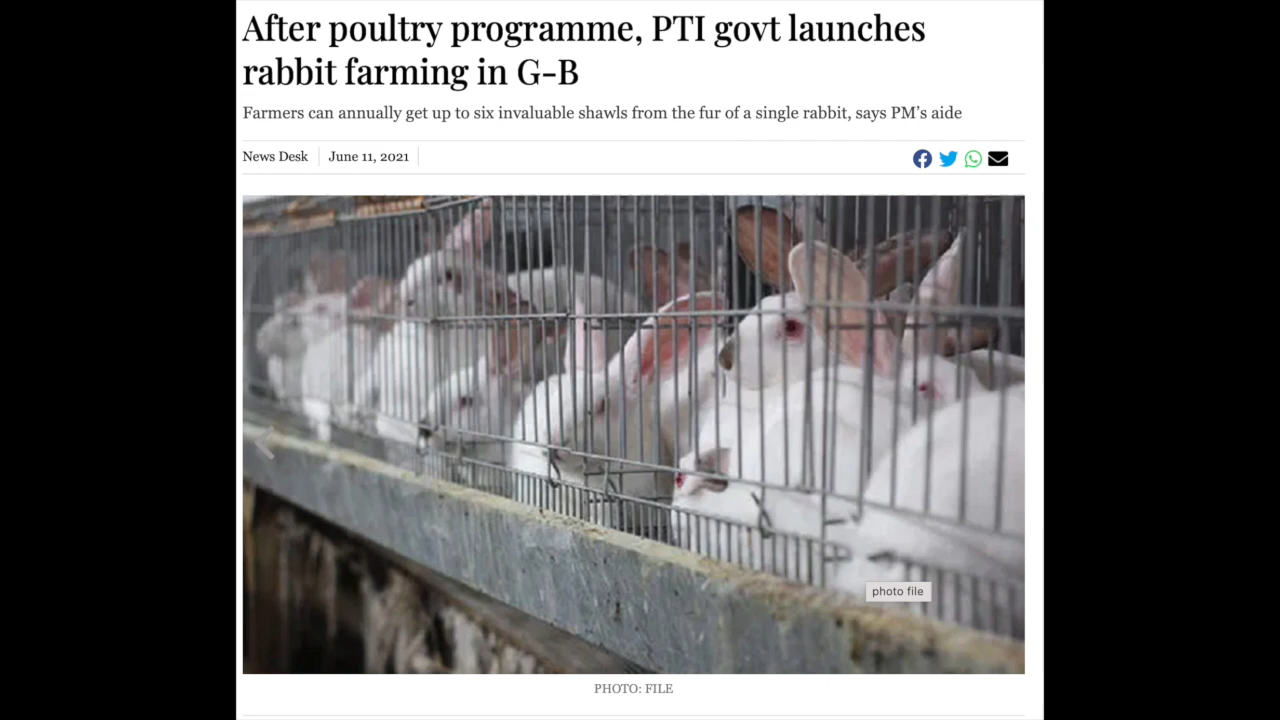 After poultry programme, PTI govt launches
rabbit farming in G-B
Farmers can annually get up to six invaluable shawls from the fur of a single rabbit, says PM’s aide
News Desk June 11, 2021
photo file
PHOTO: FILE